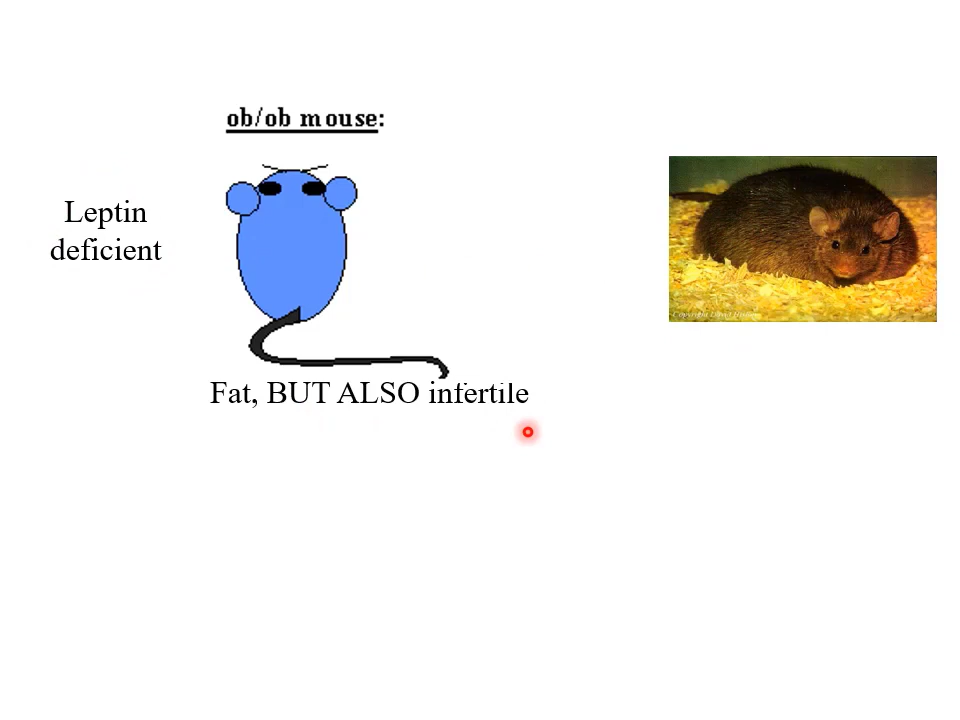 ob/ob mouse:
Leptin
deficient
Fat, BUT ALSO infertile